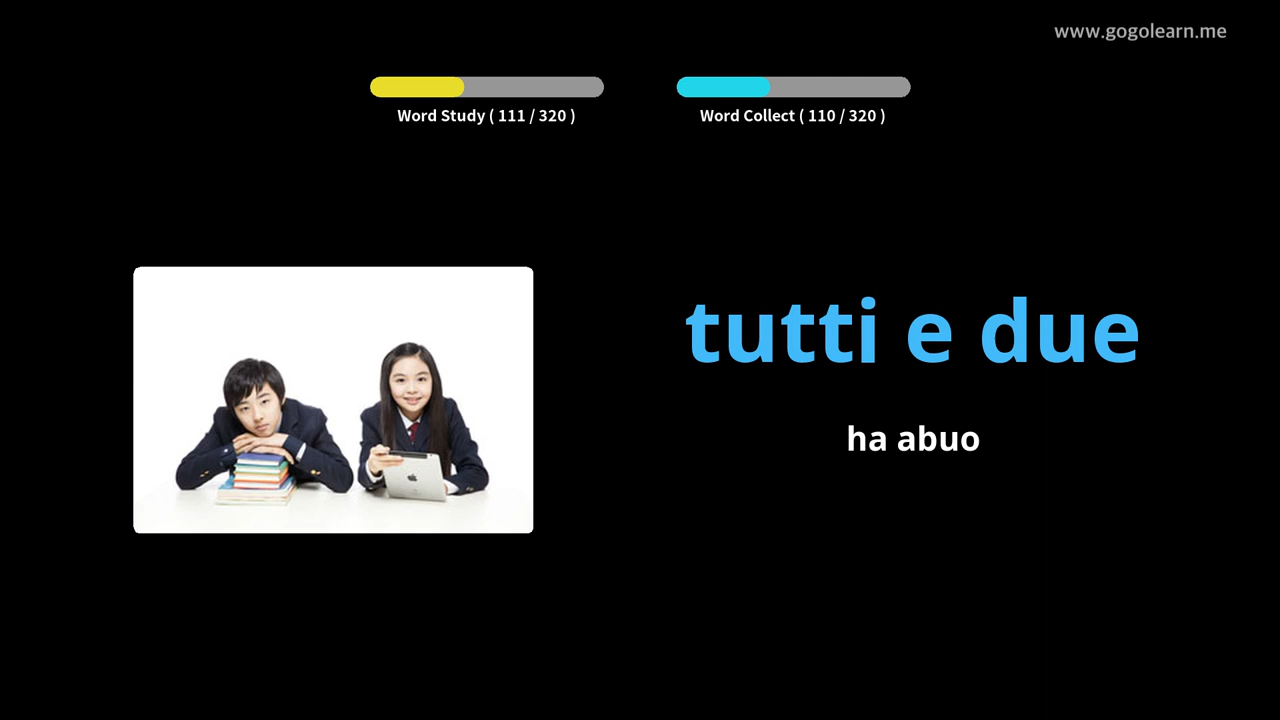 www.gogolearn.me
Word Study ( 111 / 320 )
Word Collect ( 110 / 320 )
tutti e due
ha abuo